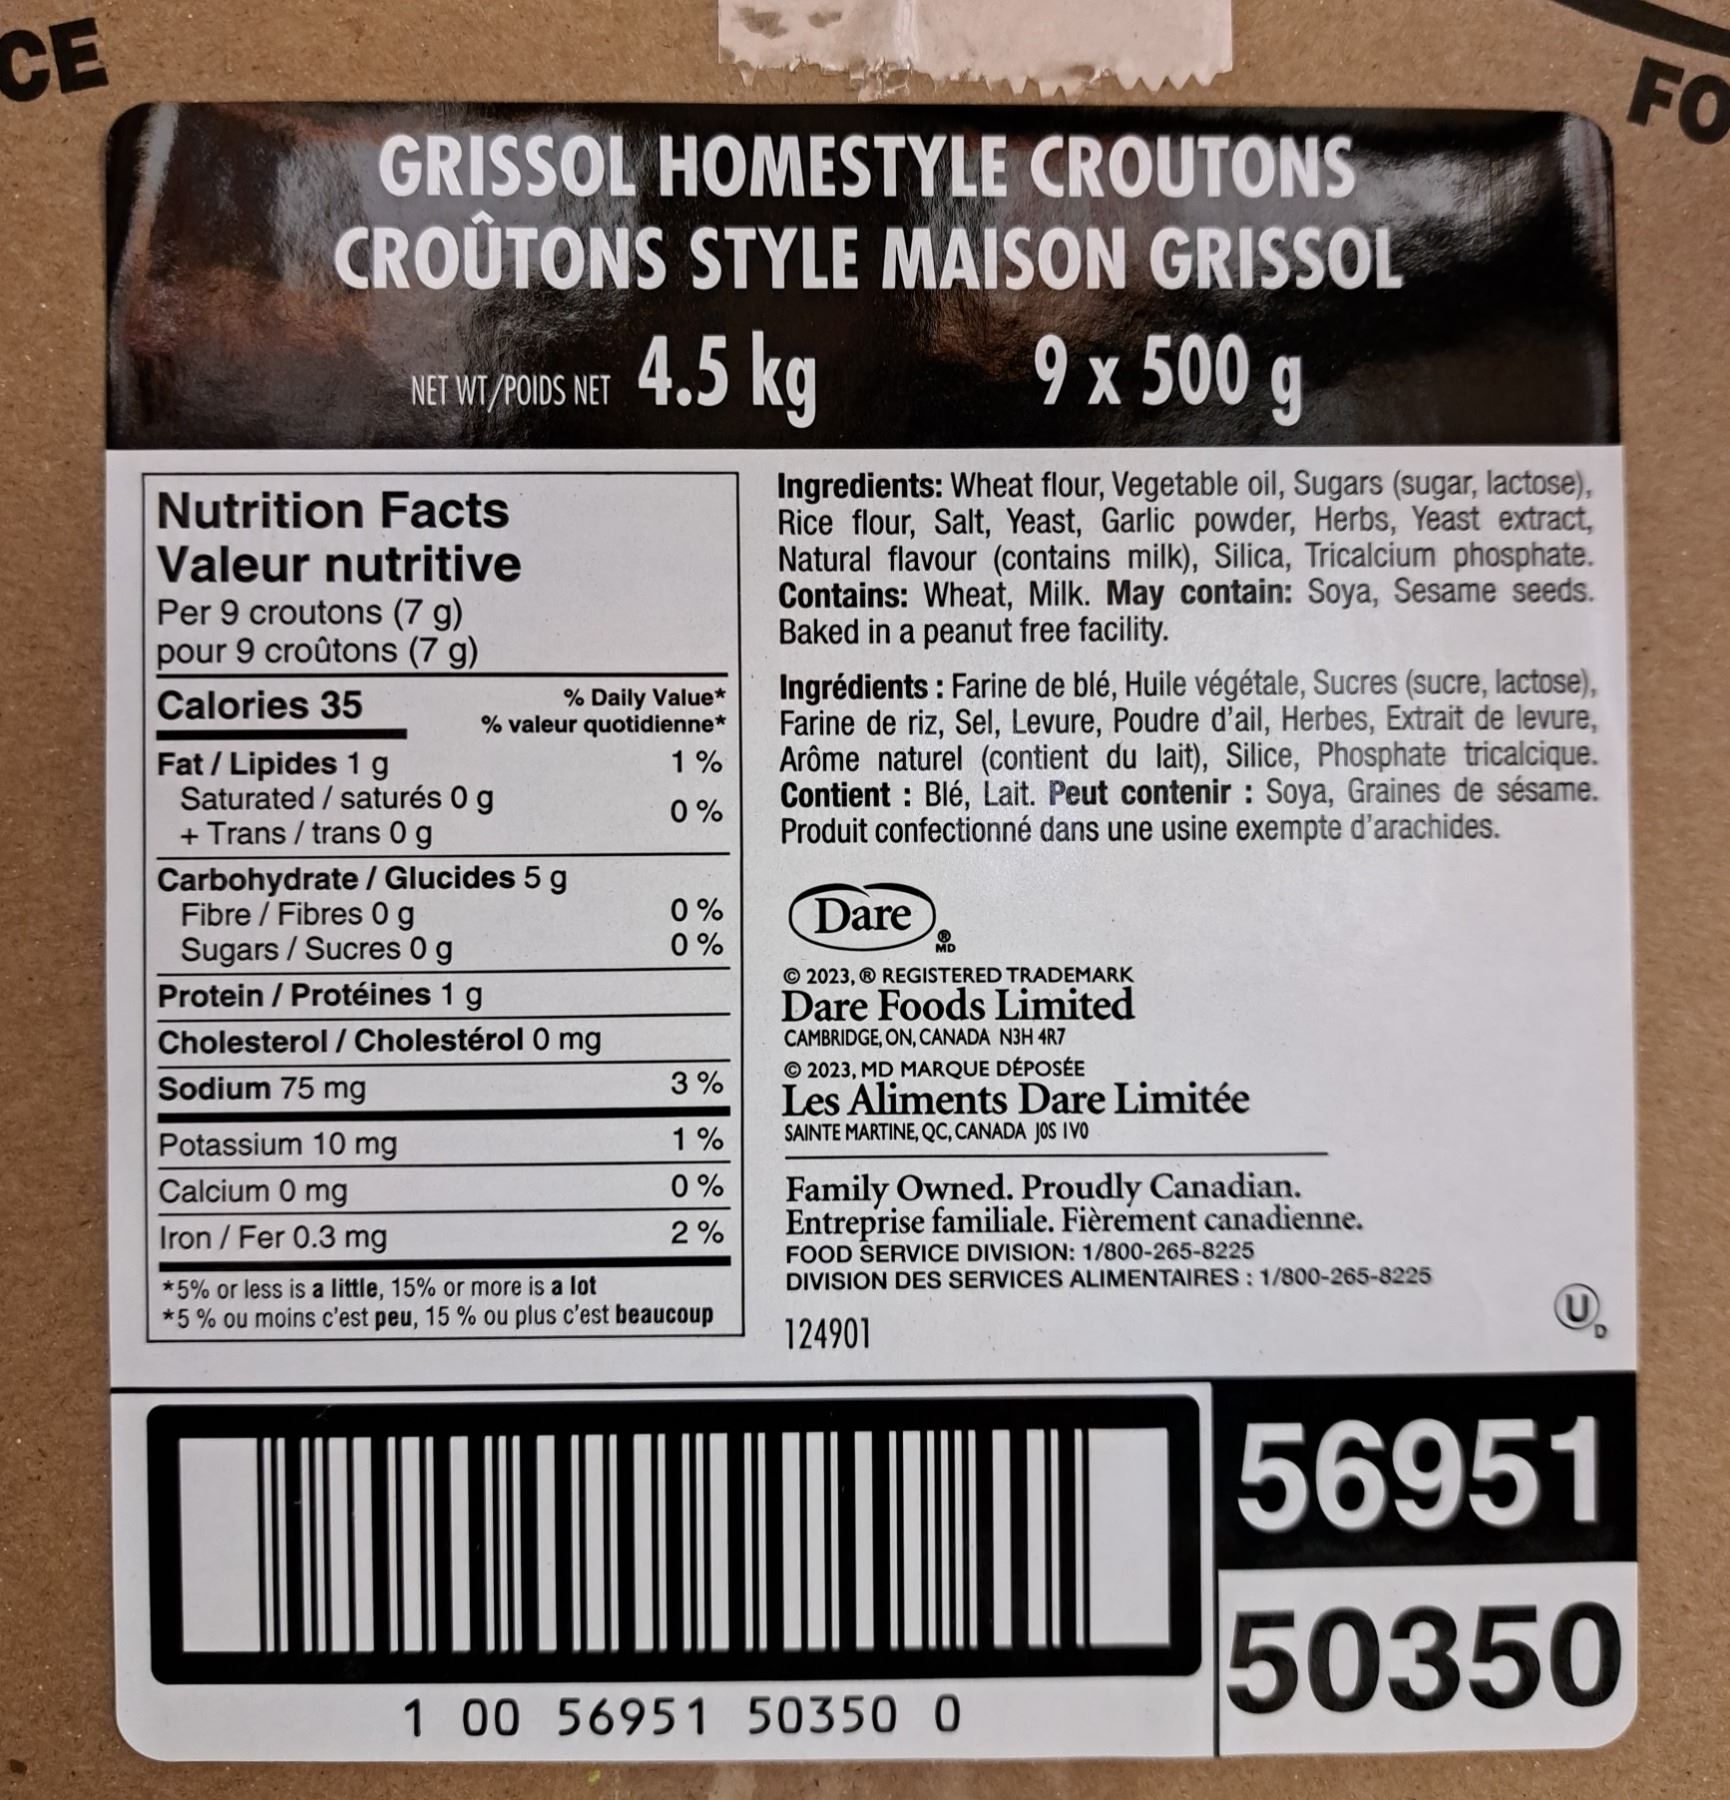 CE
FO
GRISSOL HOMESTYLE CROUTONS
CROÛTONS STYLE MAISON GRISSOL
NET WT/POIDS NET 4.5 kg 9 x 500 g
Nutrition Facts
Valeur nutritive
Per 9 croutons (7 g)
pour 9 croûtons (7 g)
Calories 35
% Daily Value*
% valeur quotidienne*
Fat / Lipides 1 g 1 %
Saturated / saturés 0 g
+ Trans / trans 0 g
0 %
Carbohydrate / Glucides 5 g
Fibre / Fibres 0 g 0 %
Sugars / Sucres 0 g 0 %
Protein / Protéines 1 g
Cholesterol / Cholestérol 0 mg
Sodium 75 mg 3 %
Potassium 10 mg 1 %
Calcium 0 mg 0 %
Iron / Fer 0.3 mg 2 %
*5% or less is a little, 15% or more is a lot
*5 % ou moins c'est peu, 15 % ou plus c'est beaucoup
Ingredients: Wheat flour, Vegetable oil, Sugars (sugar, lactose),
Rice flour, Salt, Yeast, Garlic powder, Herbs, Yeast extract,
Natural flavour (contains milk), Silica, Tricalcium phosphate.
Contains: Wheat, Milk. May contain: Soya, Sesame seeds.
Baked in a peanut free facility.
Ingrédients : Farine de blé, Huile végétale, Sucres (sucre, lactose),
Farine de riz, Sel, Levure, Poudre d'ail, Herbes, Extrait de levure,
Arôme naturel (contient du lait), Silice, Phosphate tricalcique.
Contient : Blé, Lait. Peut contenir : Soya, Graines de sésame.
Produit confectionné dans une usine exempte d'arachides.
Dare
®
MD
© 2023, ® REGISTERED TRADEMARK
Dare Foods Limited
CAMBRIDGE, ON, CANADA N3H 4R7
© 2023, MD MARQUE DÉPOSÉE
Les Aliments Dare Limitée
SAINTE MARTINE, QC, CANADA J0S 1V0
Family Owned. Proudly Canadian.
Entreprise familiale. Fièrement canadienne.
FOOD SERVICE DIVISION: 1/800-265-8225
DIVISION DES SERVICES ALIMENTAIRES : 1/800-265-8225
124901
U
D
1 00 56951 50350 0
56951
50350